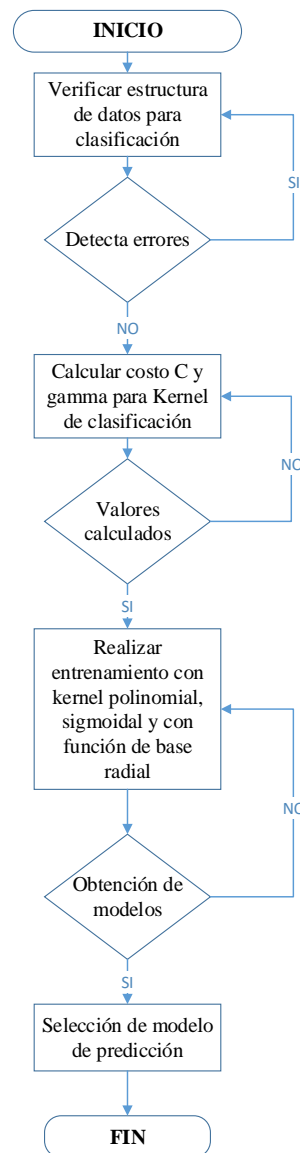 INICIO
Verificar estructura
de datos para
clasificación
SI
Detecta errores
NO
Calcular costo C y
gamma para Kernel
de clasificación
NO
Valores
calculados
SI
Realizar
entrenamiento con
kernel polinomial,
sigmoidal y con
función de base
radial
NO
Obtención de
modelos
SI
Selección de modelo
de predicción
FIN